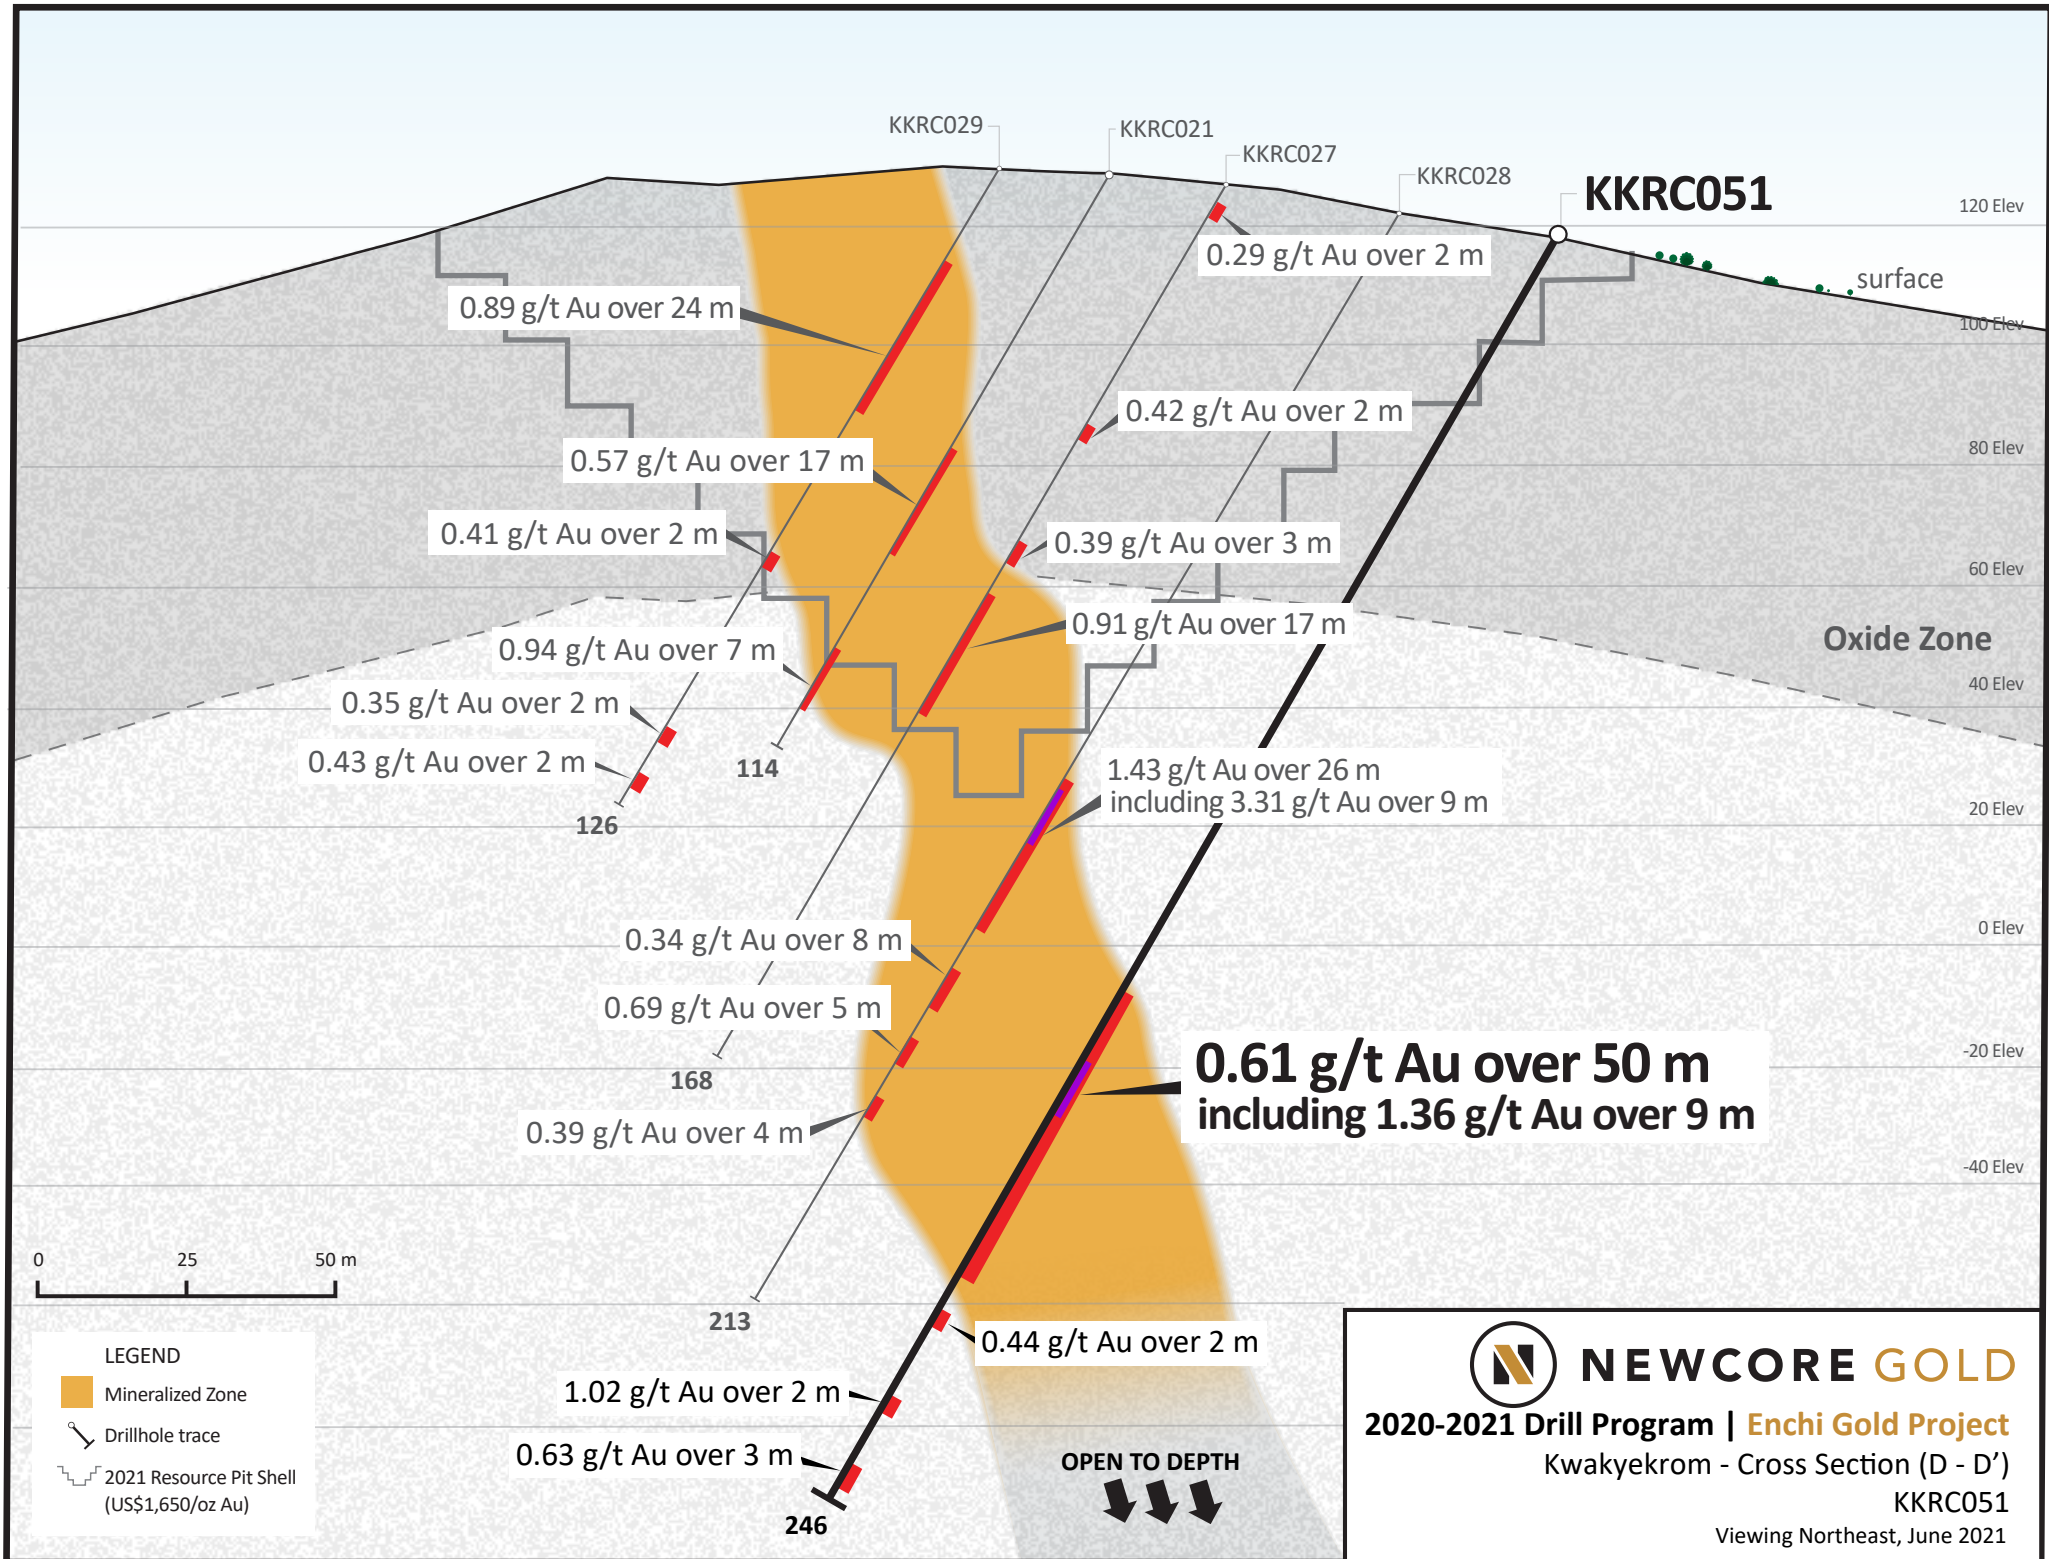 KKRC029
KKRC021
KKRC027
KKRC028
KKRC051
120 Elev
0.29 g/t Au over 2 m
surface
0.89 g/t Au over 24 m
100 Elev
0.42 g/t Au over 2 m
80 Elev
0.57 g/t Au over 17 m
0.41 g/t Au over 2 m
0.39 g/t Au over 3 m
60 Elev
0.91 g/t Au over 17 m
Oxide Zone
0.94 g/t Au over 7 m
40 Elev
0.35 g/t Au over 2 m
0.43 g/t Au over 2 m
114
1.43 g/t Au over 26 m
including 3.31 g/t Au over 9 m
20 Elev
126
0 Elev
0.34 g/t Au over 8 m
0.69 g/t Au over 5 m
-20 Elev
0.61 g/t Au over 50 m
including 1.36 g/t Au over 9 m
168
0.39 g/t Au over 4 m
-40 Elev
0 25 50 m
213
0.44 g/t Au over 2 m
1.02 g/t Au over 2 m
0.63 g/t Au over 3 m
246
OPEN TO DEPTH
LEGEND
Mineralized Zone
Drillhole trace
2021 Resource Pit Shell
(US$1,650/oz Au)
NEWCORE GOLD
2020-2021 Drill Program | Enchi Gold Project
Kwakyekrom - Cross Section (D - D’)
KKRC051
Viewing Northeast, June 2021